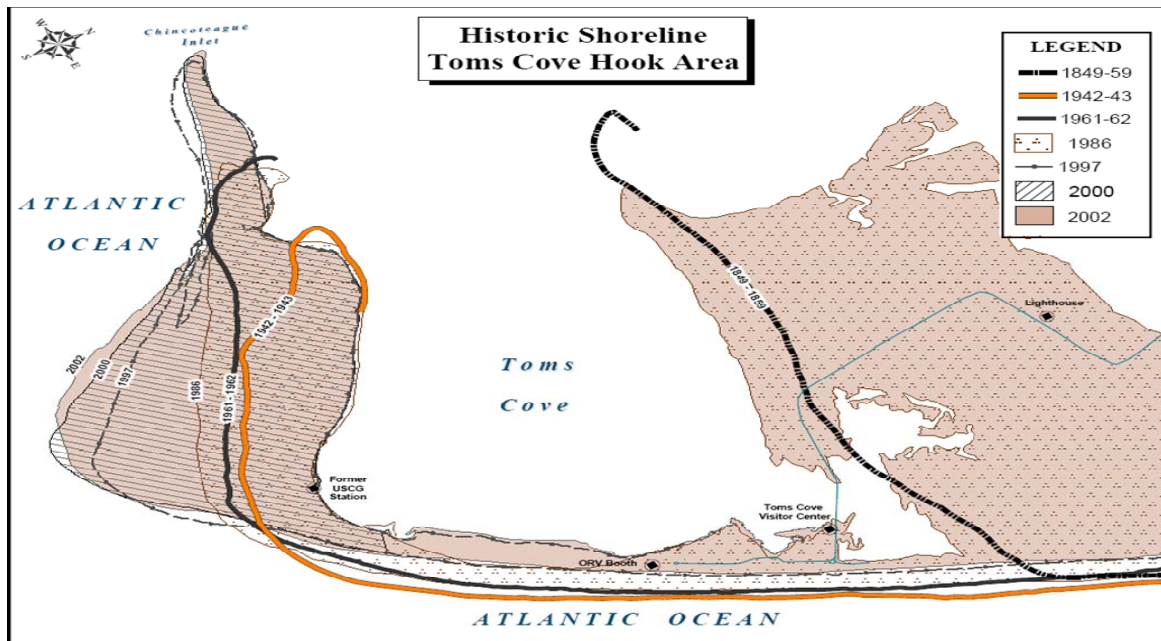 Historic Shoreline
Toms Cove Hook Area
LEGEND
1849-59
1942-43
1961-62
1986
1997
2000
2002
W
N
S
E
Chincoteague
Inlet
ATLANTIC
OCEAN
1849 - 1859
Lighthouse
1942 - 1943
Toms
Cove
2002
2000
1997
1986
1961 - 1962
Former
USCG
Station
Toms Cove
Visitor Center
ORV Booth
ATLANTIC OCEAN